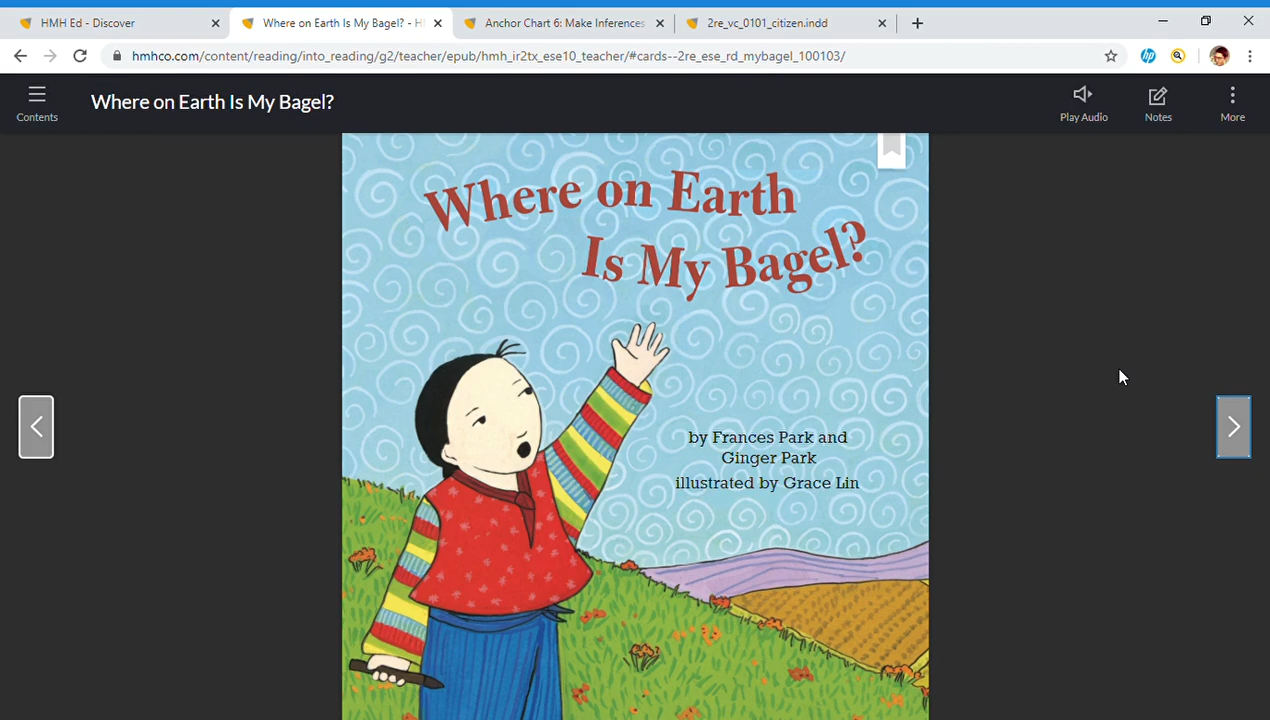 HMH Ed - Discover
Where on Earth Is My Bagel? - H
Anchor Chart 6: Make Inferences
2re_vc_0101_citizen.indd
hmhco.com/content/reading/into_reading/g2/teacher/epub/hmh_ir2tx_ese10_teacher/#cards--2re_ese_rd_mybagel_100103/
Contents
Where on Earth Is My Bagel?
Play Audio
Notes
More
Where on Earth
Is My Bagel?
by Frances Park and
Ginger Park
illustrated by Grace Lin